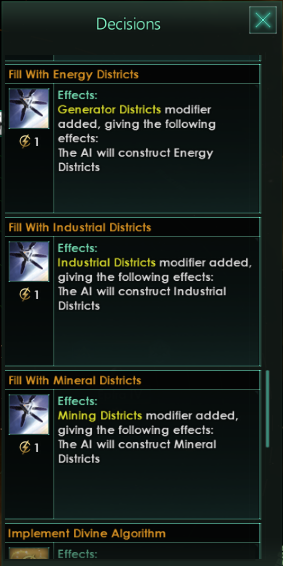 Decisions
Fill With Energy Districts
Effects:
Generator Districts modifier
added, giving the following
effects:
The AI will construct Energy
Districts
1
Fill With Industrial Districts
Effects:
Industrial Districts modifier added,
giving the following effects:
The AI will construct Industrial
Districts
1
Fill With Mineral Districts
Effects:
Mining Districts modifier added,
giving the following effects:
The AI will construct Mineral
Districts
1
Implement Divine Algorithm
Effects: